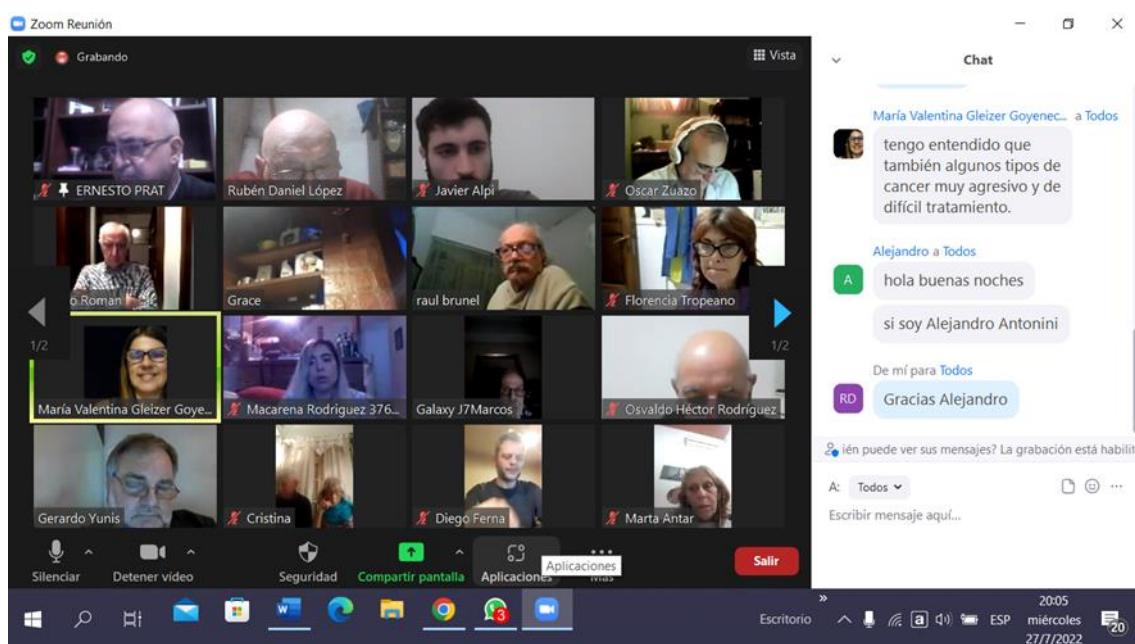 Zoom Reunión
Grabando
Vista
ERNESTO PRAT
Rubén Daniel López
Javier Alpi
Oscar Zuazo
o Roman
Grace
raul brunel
Florencia Tropeano
1/2
1/2
María Valentina Gleizer Goye...
Macarena Rodriguez 376...
Galaxy J7Marcos
Osvaldo Héctor Rodríguez
Gerardo Yunis
Cristina
Diego Ferna
Marta Antar
Silenciar
Detener vídeo
Seguridad
Compartir pantalla
Aplicaciones
Aplicaciones
Más
Salir
Chat
María Valentina Gleizer Goyenec... a Todos
tengo entendido que
también algunos tipos de
cancer muy agresivo y de
difícil tratamiento.
Alejandro a Todos
A
hola buenas noches
si soy Alejandro Antonini
De mí para Todos
RD
Gracias Alejandro
ién puede ver sus mensajes? La grabación está habilit
A: Todos
Escribir mensaje aquí...
W
3
Escritorio
a
ESP
20:05
miércoles
27/7/2022
20